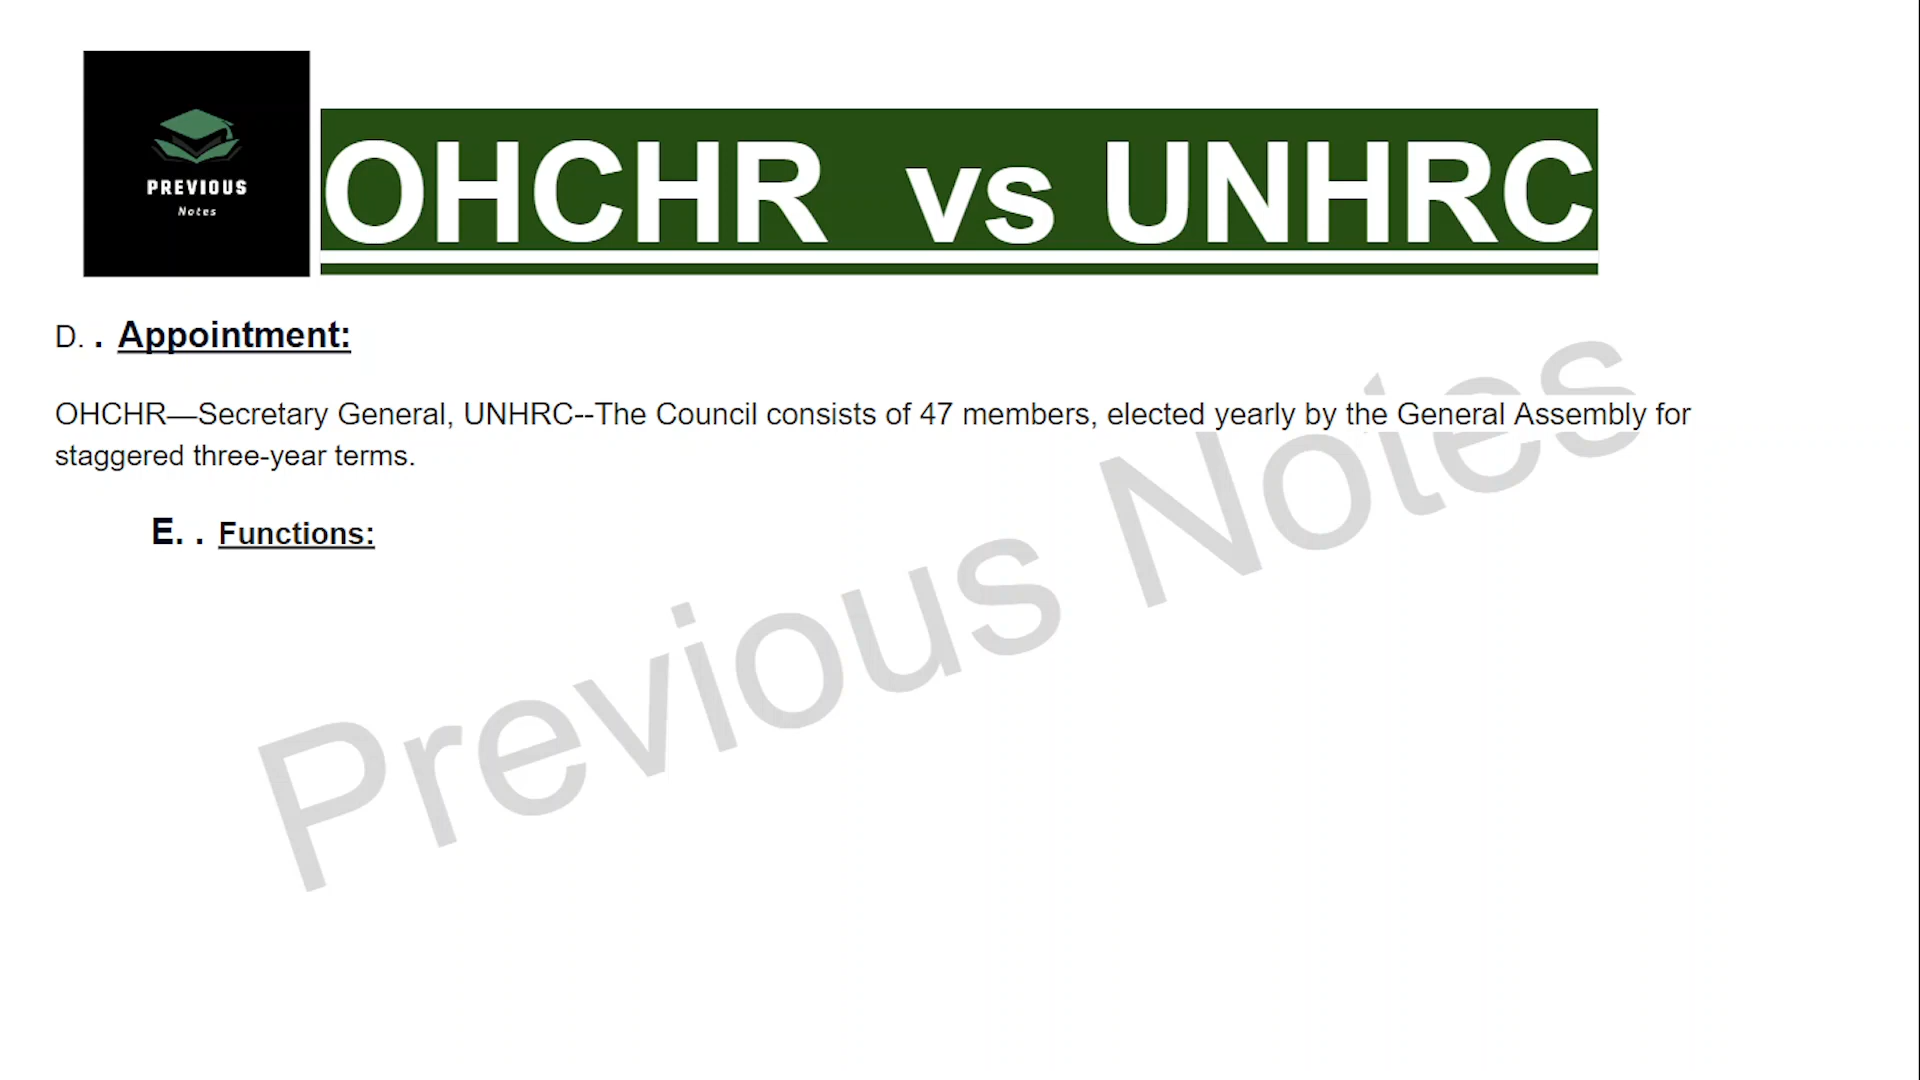 PREVIOUS
Notes
OHCHR vs UNHRC
D. . Appointment:
OHCHR—Secretary General, UNHRC--The Council consists of 47 members, elected yearly by the General Assembly for
staggered three-year terms.
E. . Functions:
Previous Notes